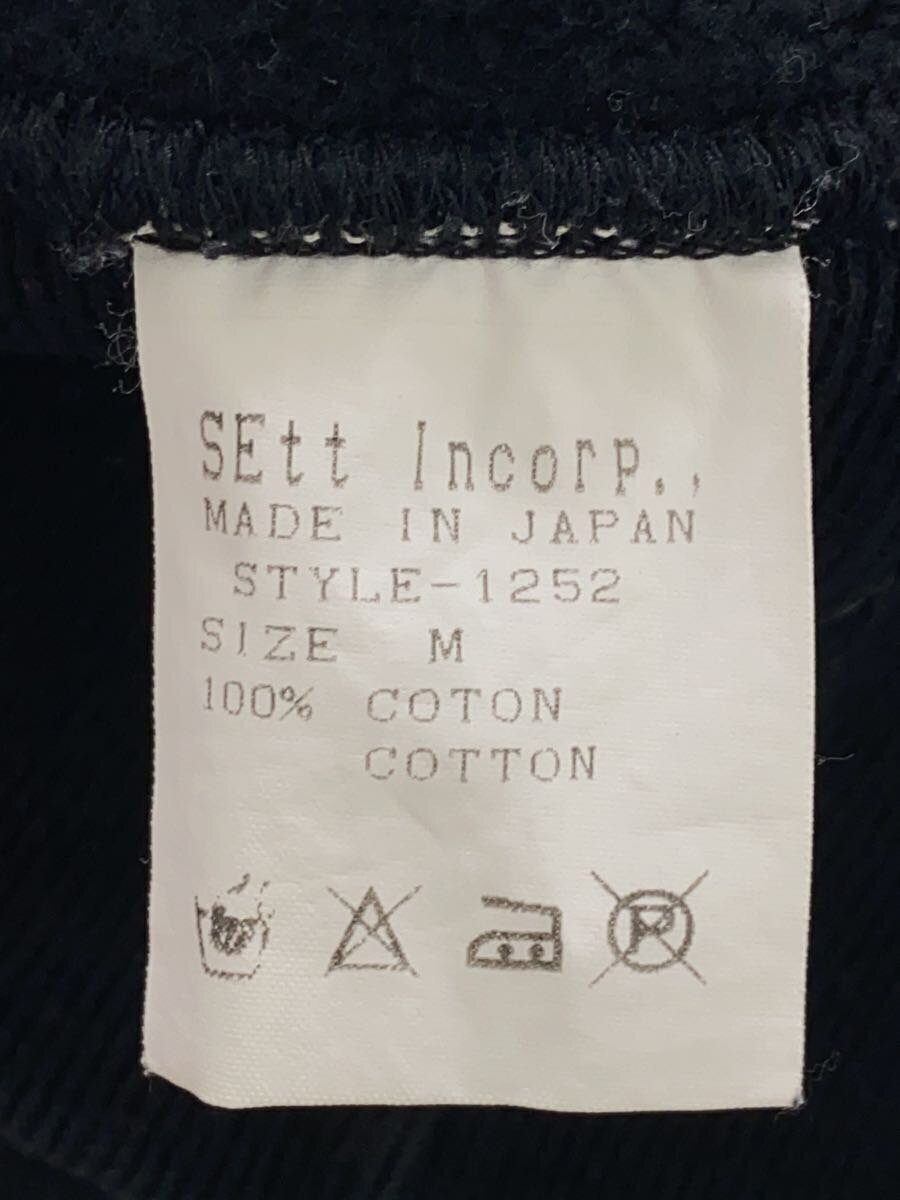 SEtt Incorp.,
MADE IN JAPAN
STYLE-1252
SIZE M
100% COTON
COTTON
P